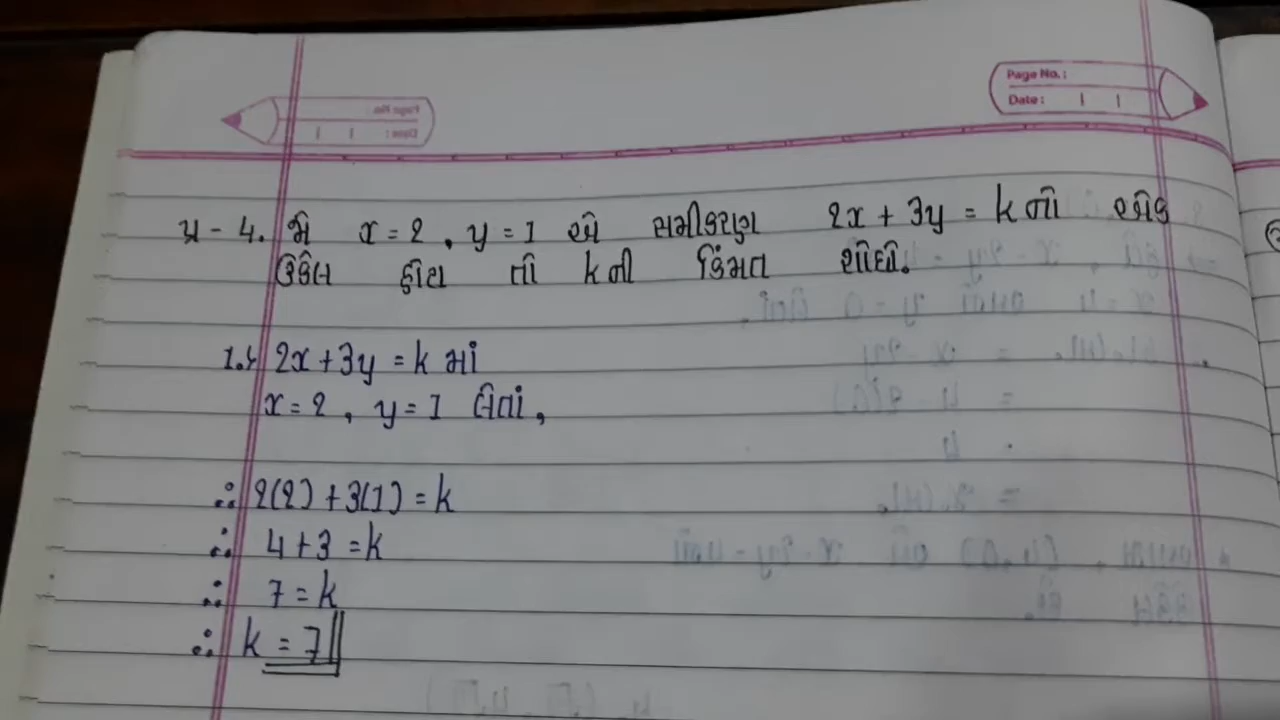 Page No.:
Date:
પ્ર - 4. જો x = 2 , y = 1 એ સમીકરણ 2x + 3y = k નો એક
ઉકેલ હોય તો k ની કિંમત શોધો.
2x + 3y = k માં
x = 2 , y = 1 લેતાં ,
∴ 2(2) + 3(1) = k
∴ 4 + 3 = k
∴ 7 = k
∴ k = 7